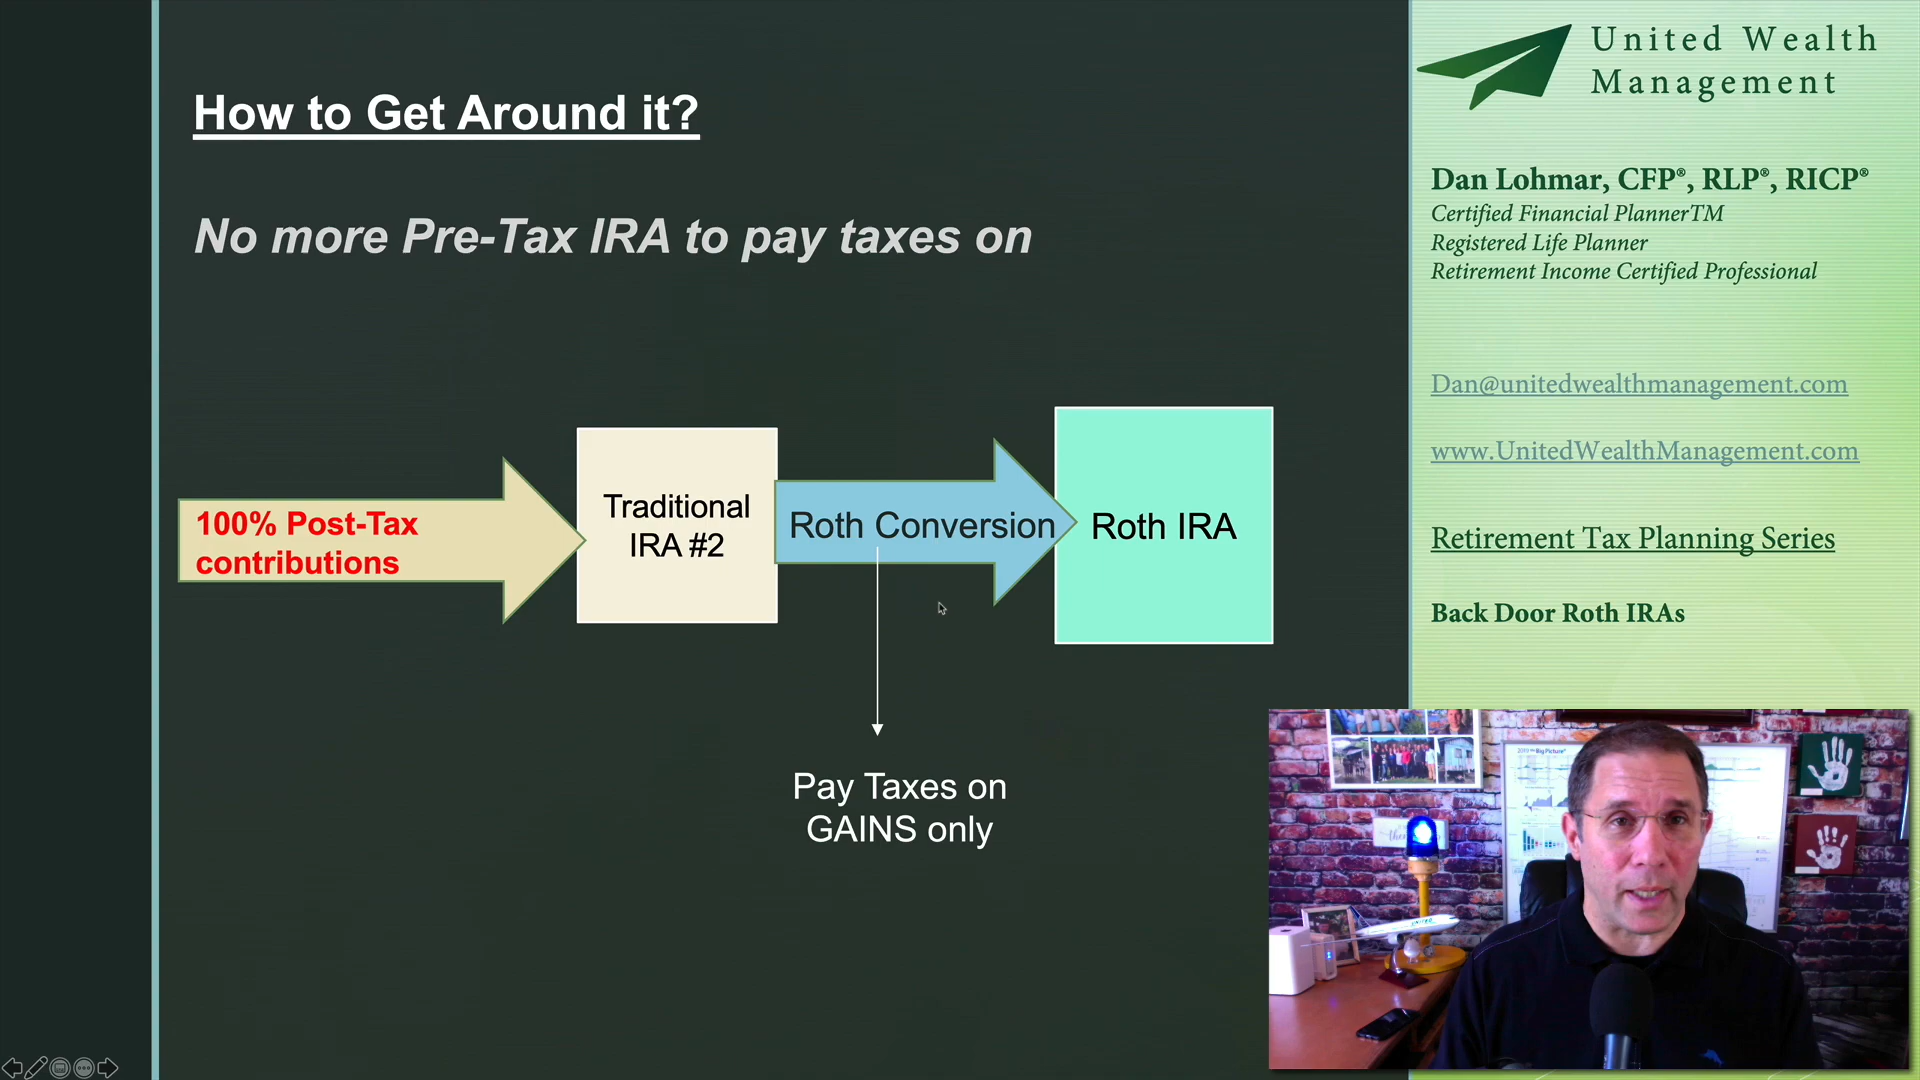 How to Get Around it?
No more Pre-Tax IRA to pay taxes on
100% Post-Tax
contributions
Traditional
IRA #2
Roth Conversion
Roth IRA
Pay Taxes on
GAINS only
United Wealth
Management
Dan Lohmar, CFP®, RLP®, RICP®
Certified Financial PlannerTM
Registered Life Planner
Retirement Income Certified Professional
Dan@unitedwealthmanagement.com
www.UnitedWealthManagement.com
Retirement Tax Planning Series
Back Door Roth IRAs
UNITED